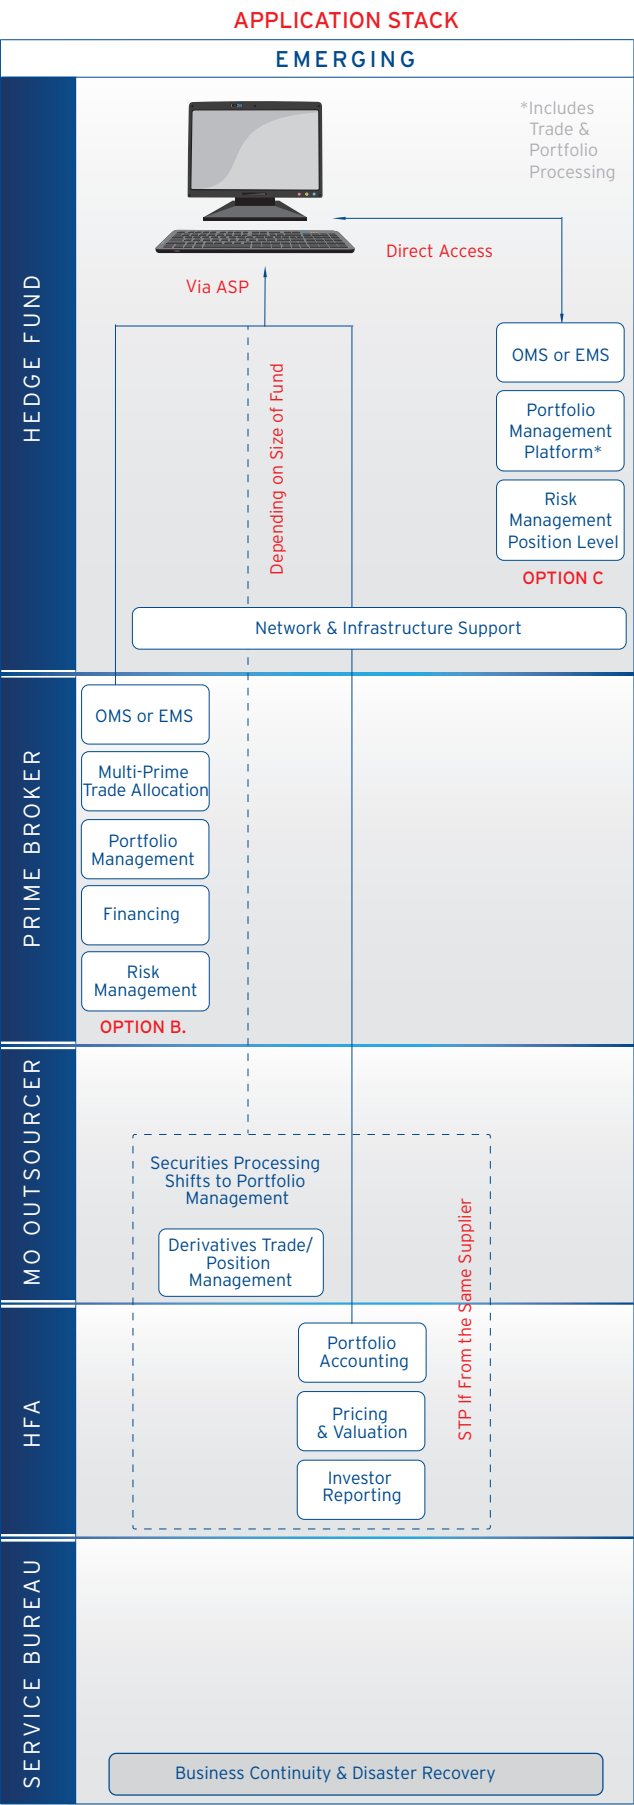 APPLICATION STACK
EMERGING
HEDGE FUND
*Includes
Trade &
Portfolio
Processing
Direct Access
Via ASP
Depending on Size of Fund
OMS or EMS
Portfolio
Management
Platform*
Risk
Management
Position Level
OPTION C
Network & Infrastructure Support
PRIME BROKER
OMS or EMS
Multi-Prime
Trade Allocation
Portfolio
Management
Financing
Risk
Management
OPTION B.
MO OUTSOURCER
Securities Processing
Shifts to Portfolio
Management
Derivatives Trade/
Position
Management
STP If From the Same Supplier
HFA
Portfolio
Accounting
Pricing
& Valuation
Investor
Reporting
SERVICE BUREAU
Business Continuity & Disaster Recovery